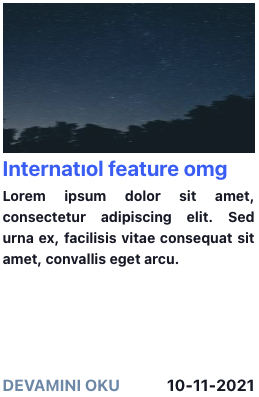 Internatıol feature omg
Lorem ipsum dolor sit amet,
consectetur adipiscing elit. Sed
urna ex, facilisis vitae consequat sit
amet, convallis eget arcu.
DEVAMINI OKU 10-11-2021